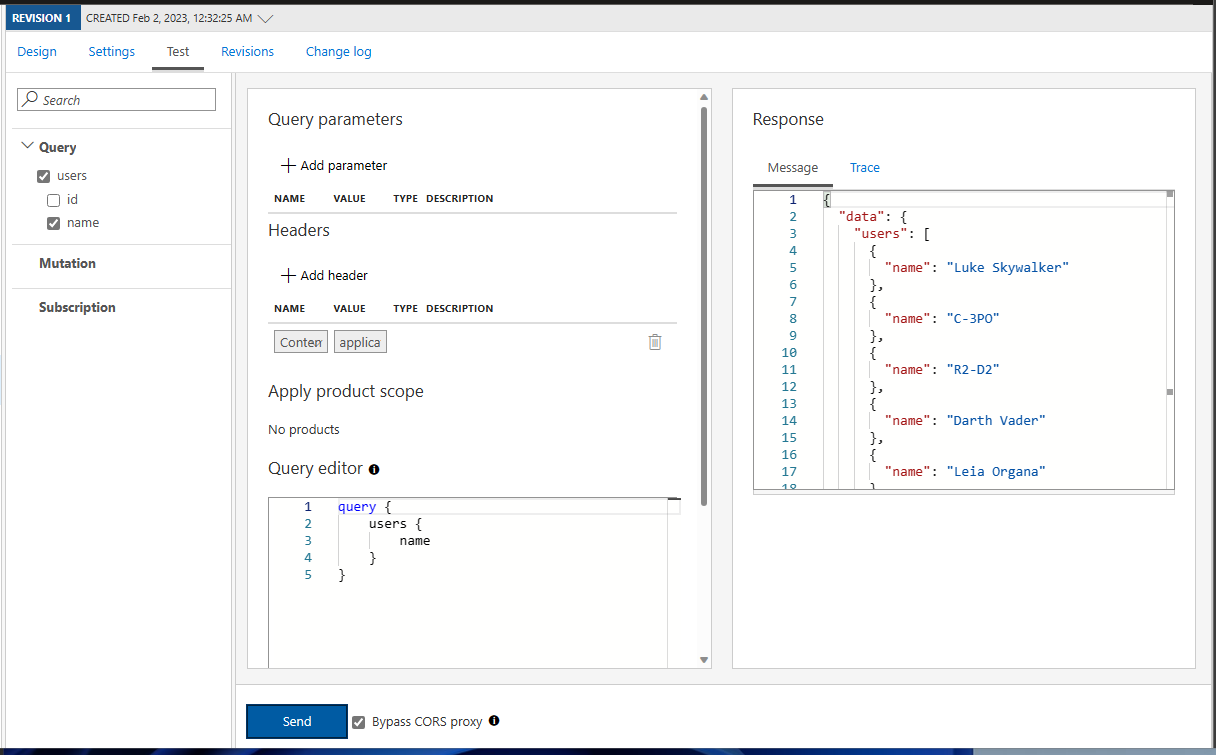 REVISION 1 CREATED Feb 2, 2023, 12:32:25 AM
Design Settings Test Revisions Change log
Search
Query
users
id
name
Mutation
Subscription
Query parameters
Add parameter
NAME VALUE TYPE DESCRIPTION
Headers
Add header
NAME VALUE TYPE DESCRIPTION
Conten applica
Apply product scope
No products
Query editor
1 query {
2 users {
3 name
4 }
5 }
Send Bypass CORS proxy
Response
Message Trace
1 {
2 "data": {
3 "users": [
4 {
5 "name": "Luke Skywalker"
6 },
7 {
8 "name": "C-3PO"
9 },
10 {
11 "name": "R2-D2"
12 },
13 {
14 "name": "Darth Vader"
15 },
16 {
17 "name": "Leia Organa"
18 }